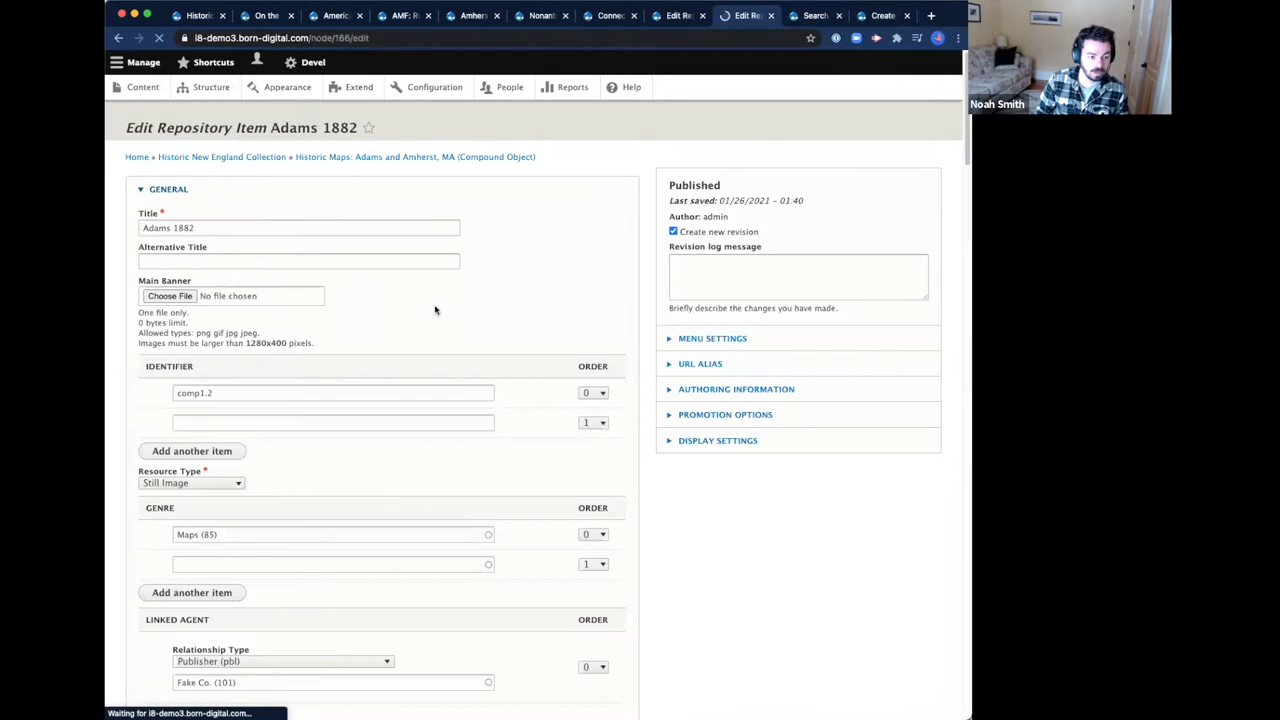 Historic
On the
America
AMF: R
Amhers
Nonant
Connec
Edit Rep
Edit Rep
Search
Create
i8-demo3.born-digital.com/node/166/edit
Manage
Shortcuts
Devel
Content
Structure
Appearance
Extend
Configuration
People
Reports
Help
Noah Smith
Edit Repository Item Adams 1882
Home » Historic New England Collection » Historic Maps: Adams and Amherst, MA (Compound Object)
GENERAL
Title *
Adams 1882
Alternative Title
Main Banner
Choose File No file chosen
One file only.
0 bytes limit.
Allowed types: png gif jpg jpeg.
Images must be larger than 1280x400 pixels.
IDENTIFIER ORDER
comp1.2 0
1
Add another item
Resource Type *
Still Image
GENRE ORDER
Maps (85) 0
1
Add another item
LINKED AGENT ORDER
Relationship Type
Publisher (pbl)
0
Fake Co. (101)
Published
Last saved: 01/26/2021 - 01:40
Author: admin
Create new revision
Revision log message
Briefly describe the changes you have made.
MENU SETTINGS
URL ALIAS
AUTHORING INFORMATION
PROMOTION OPTIONS
DISPLAY SETTINGS
Waiting for i8-demo3.born-digital.com...